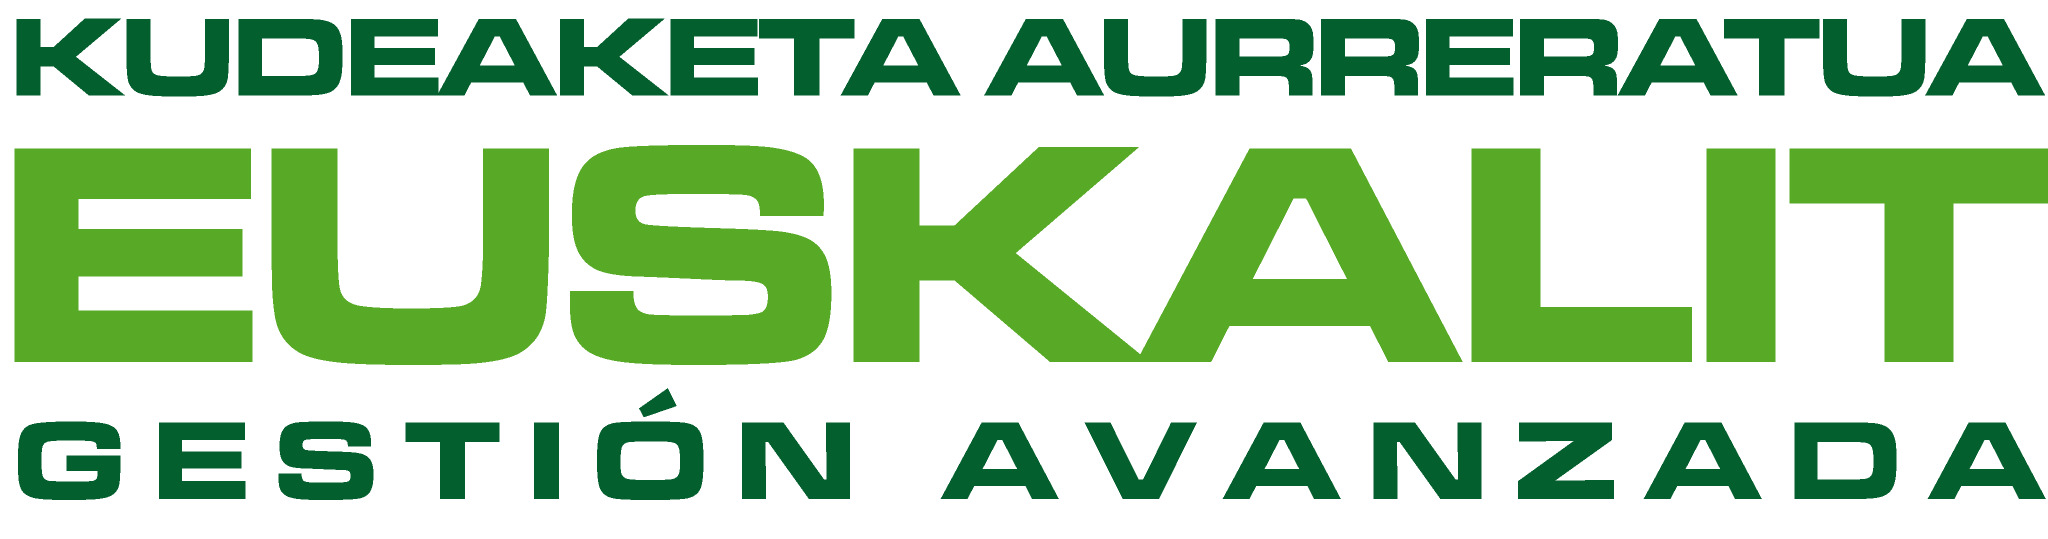 KUDEAKETA AURRERATUA
EUSKALIT
GESTIÓN AVANZADA